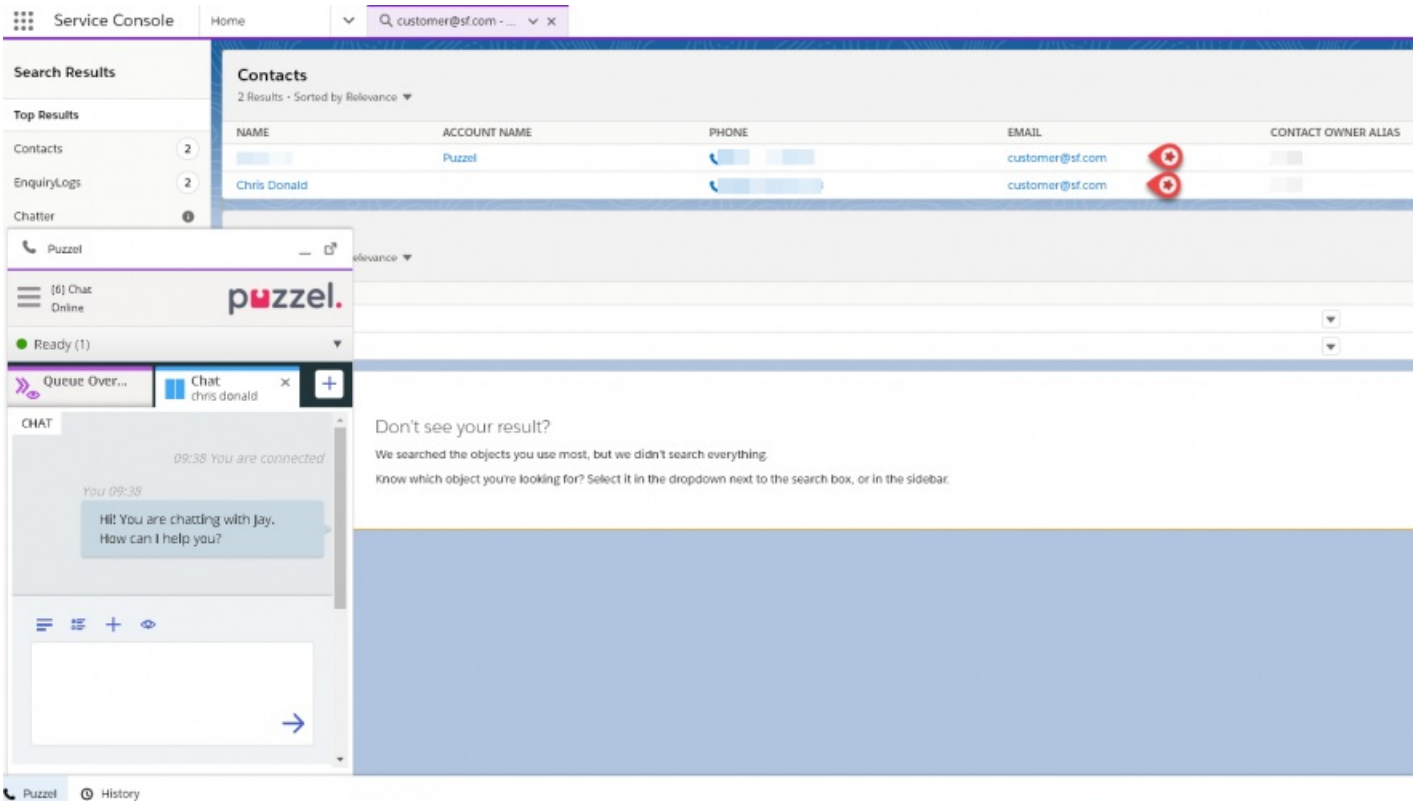 Service Console
Home
customer@sf.com - ...
Search Results
Top Results
Contacts 2
EnquiryLogs 2
Chatter
Contacts
2 Results - Sorted by Relevance
NAME ACCOUNT NAME PHONE EMAIL CONTACT OWNER ALIAS
Puzzel customer@sf.com
Chris Donald customer@sf.com
elevance
Puzzel
[6] Chat
Online
puzzel.
Ready (1)
Queue Over...
Chat
chris donald
CHAT
09:38 You are connected
You 09:38
Hi! You are chatting with Jay.
How can I help you?
Don't see your result?
We searched the objects you use most, but we didn't search everything.
Know which object you're looking for? Select it in the dropdown next to the search box, or in the sidebar.
Puzzel
History